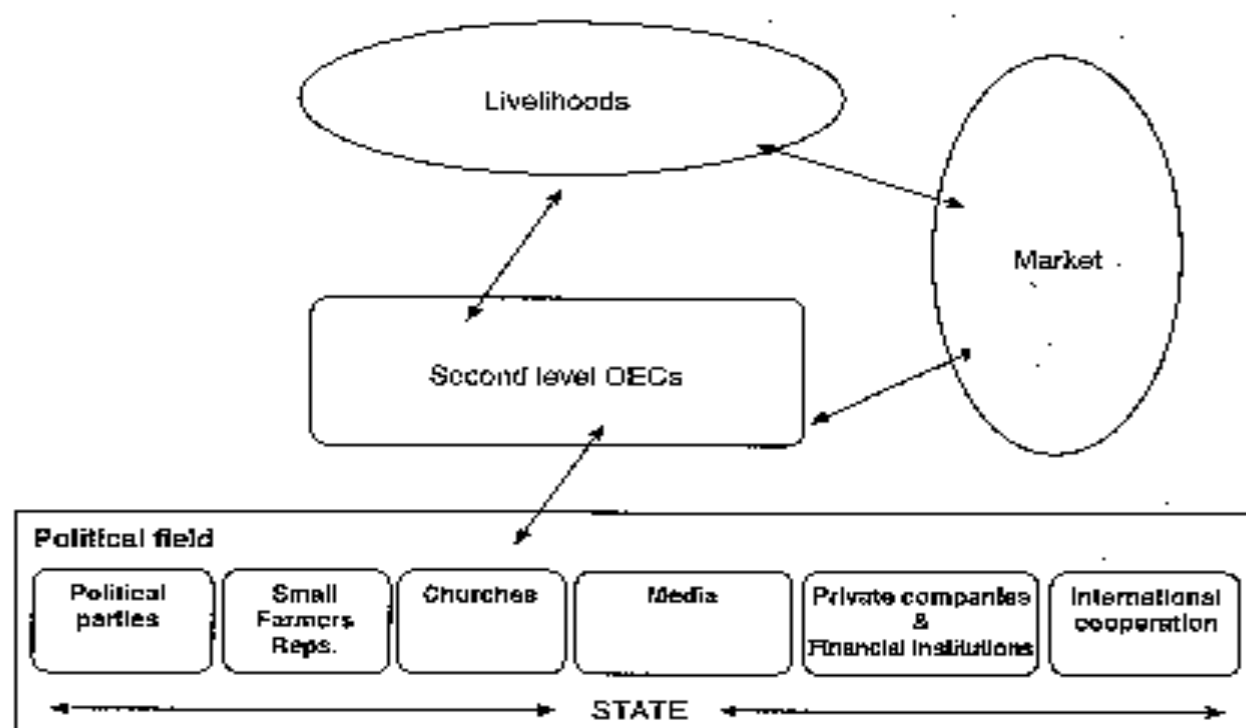 Livelihoods
Market
Second level OECs
Political field
Political
parties
Small
Farmers
Reps.
Churches
Media
Private companies
&
Financial institutions
International
cooperation
STATE